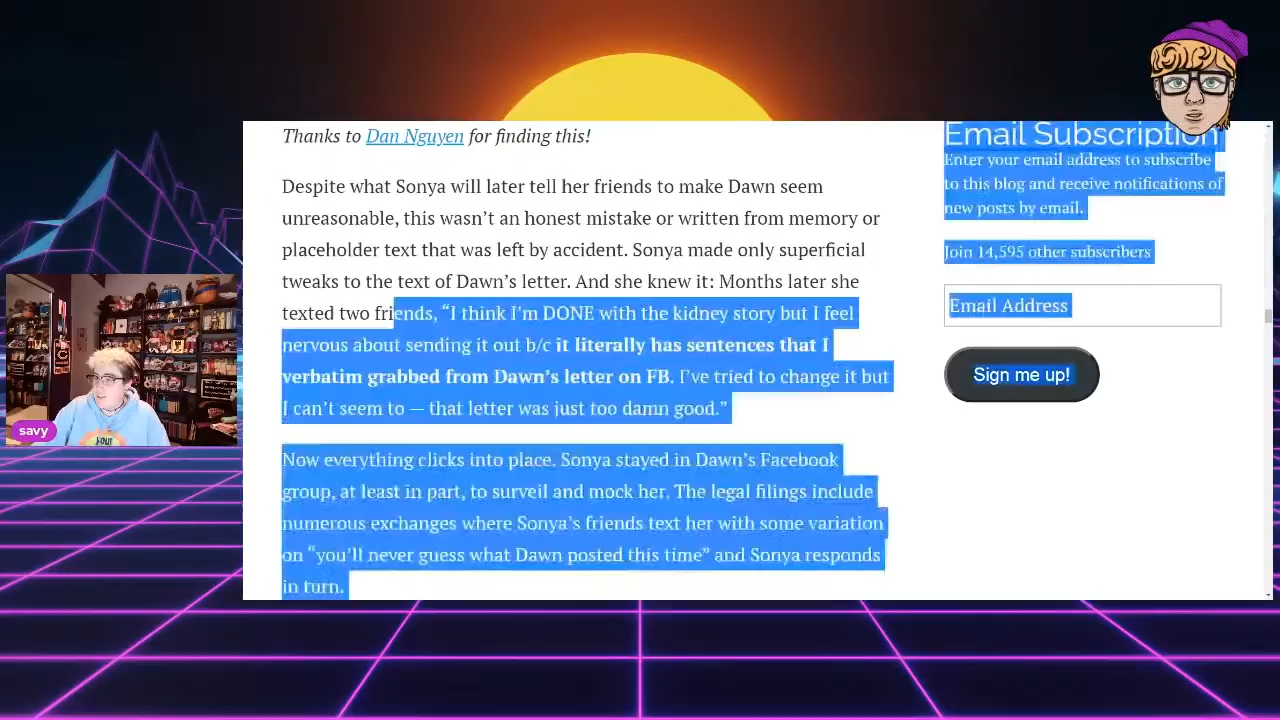 Thanks to Dan Nguyen for finding this!
Despite what Sonya will later tell her friends to make Dawn seem
unreasonable, this wasn’t an honest mistake or written from memory or
placeholder text that was left by accident. Sonya made only superficial
tweaks to the text of Dawn’s letter. And she knew it: Months later she
texted two friends, “I think I’m DONE with the kidney story but I feel
nervous about sending it out b/c it literally has sentences that I
verbatim grabbed from Dawn’s letter on FB. I’ve tried to change it but
I can’t seem to — that letter was just too damn good.”
Now everything clicks into place. Sonya stayed in Dawn’s Facebook
group, at least in part, to surveil and mock her. The legal filings include
numerous exchanges where Sonya’s friends text her with some variation
on “you’ll never guess what Dawn posted this time” and Sonya responds
in turn.
Email Subscription
Enter your email address to subscribe
to this blog and receive notifications of
new posts by email.
Join 14,595 other subscribers
Email Address
Sign me up!
savy